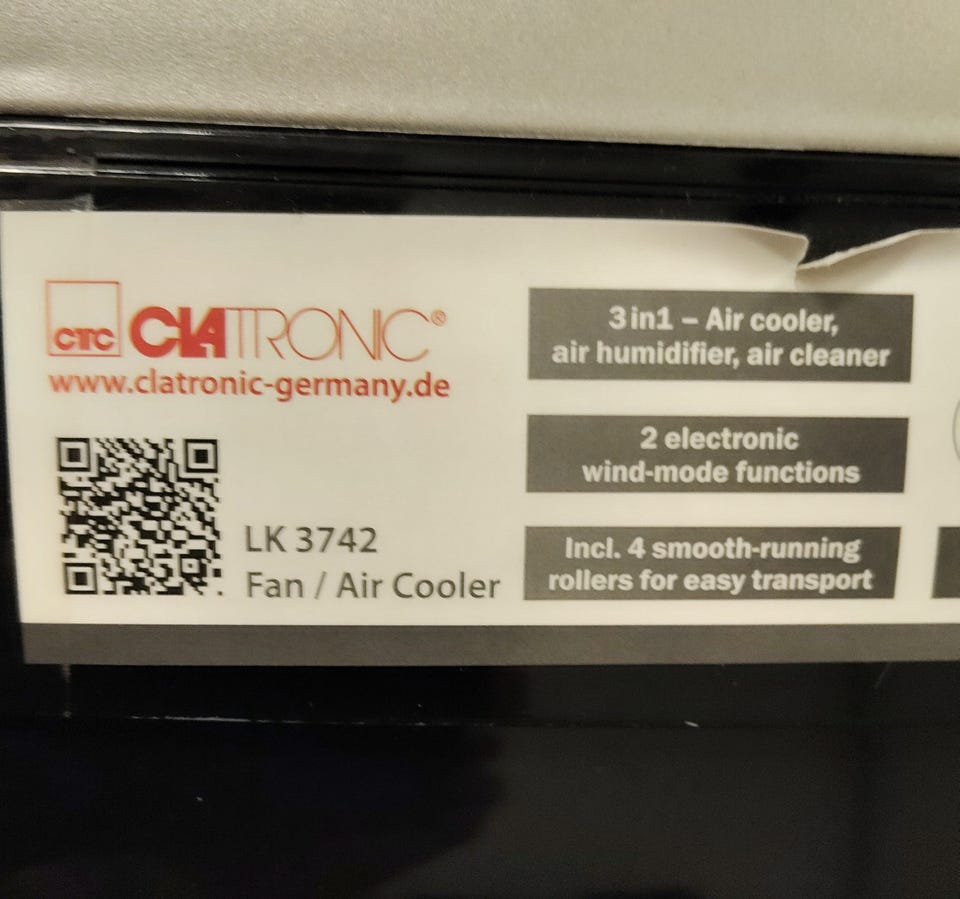 CTC CLATRONIC®
www.clatronic-germany.de
LK 3742
Fan / Air Cooler
3in1 – Air cooler,
air humidifier, air cleaner
2 electronic
wind-mode functions
Incl. 4 smooth-running
rollers for easy transport